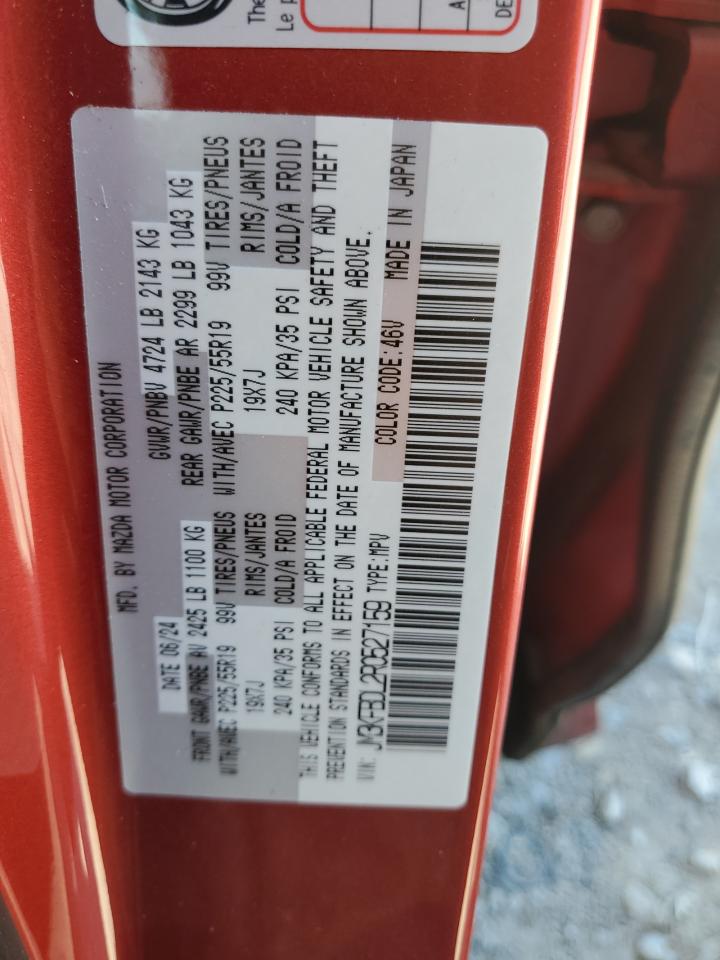 MFD. BY MAZDA MOTOR CORPORATION
DATE 06/24 GVWR/PNBV 4724 LB 2143 KG
FRONT GAWR/PNBE AV 2425 LB 1100 KG REAR GAWR/PNBE AR 2299 LB 1043 KG
WITH/AVEC P225/55R19 99V TIRES/PNEUS WITH/AVEC P225/55R19 99V TIRES/PNEUS
19X7J RIMS/JANTES 19X7J RIMS/JANTES
240 KPA/35 PSI COLD/A FROID 240 KPA/35 PSI COLD/A FROID
THIS VEHICLE CONFORMS TO ALL APPLICABLE FEDERAL MOTOR VEHICLE SAFETY AND THEFT
PREVENTION STANDARDS IN EFFECT ON THE DATE OF MANUFACTURE SHOWN ABOVE.
VIN: JM3KFBDL2R0527159 TYPE:MPV COLOR CODE:46V MADE IN JAPAN
The
Le